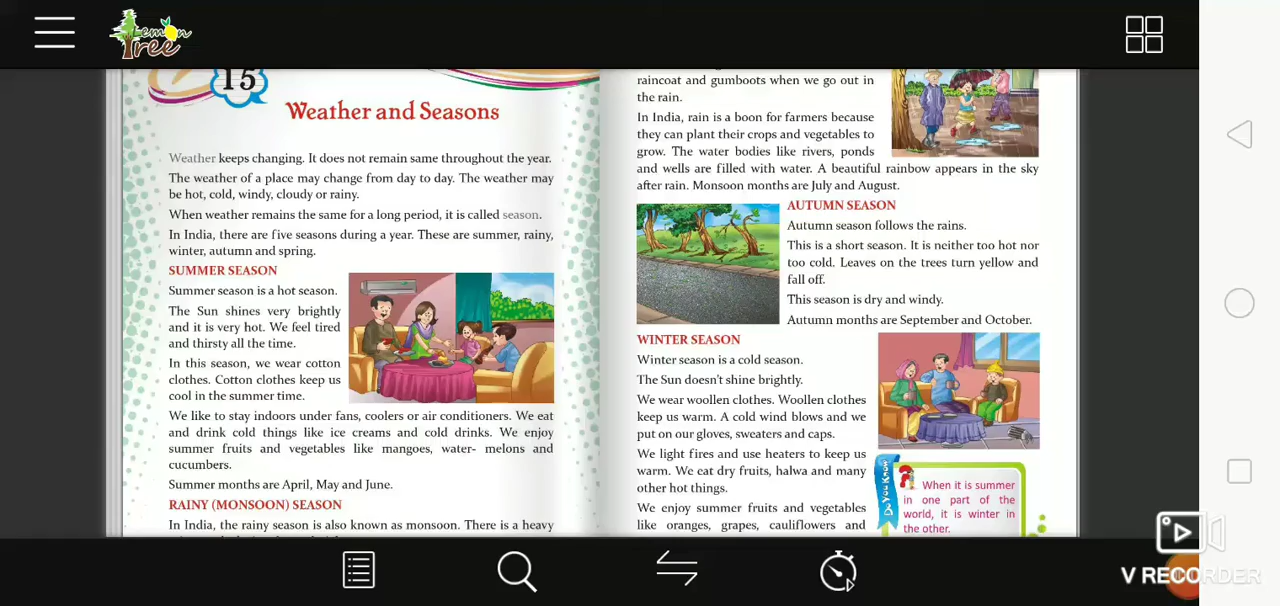 Lemon
Tree
15
Weather and Seasons
Weather keeps changing. It does not remain same throughout the year.
The weather of a place may change from day to day. The weather may
be hot, cold, windy, cloudy or rainy.
When weather remains the same for a long period, it is called season.
In India, there are five seasons during a year. These are summer, rainy,
winter, autumn and spring.
SUMMER SEASON
Summer season is a hot season.
The Sun shines very brightly
and it is very hot. We feel tired
and thirsty all the time.
In this season, we wear cotton
clothes. Cotton clothes keep us
cool in the summer time.
We like to stay indoors under fans, coolers or air conditioners. We eat
and drink cold things like ice creams and cold drinks. We enjoy
summer fruits and vegetables like mangoes, water- melons and
cucumbers.
Summer months are April, May and June.
RAINY (MONSOON) SEASON
In India, the rainy season is also known as monsoon. There is a heavy
raincoat and gumboots when we go out in
the rain.
In India, rain is a boon for farmers because
they can plant their crops and vegetables to
grow. The water bodies like rivers, ponds
and wells are filled with water. A beautiful rainbow appears in the sky
after rain. Monsoon months are July and August.
AUTUMN SEASON
Autumn season follows the rains.
This is a short season. It is neither too hot nor
too cold. Leaves on the trees turn yellow and
fall off.
This season is dry and windy.
Autumn months are September and October.
WINTER SEASON
Winter season is a cold season.
The Sun doesn't shine brightly.
We wear woollen clothes. Woollen clothes
keep us warm. A cold wind blows and we
put on our gloves, sweaters and caps.
We light fires and use heaters to keep us
warm. We eat dry fruits, halwa and many
other hot things.
We enjoy summer fruits and vegetables
like oranges, grapes, cauliflowers and
Do You Know
When it is summer
in one part of the
world, it is winter in
the other.
V RECORDER